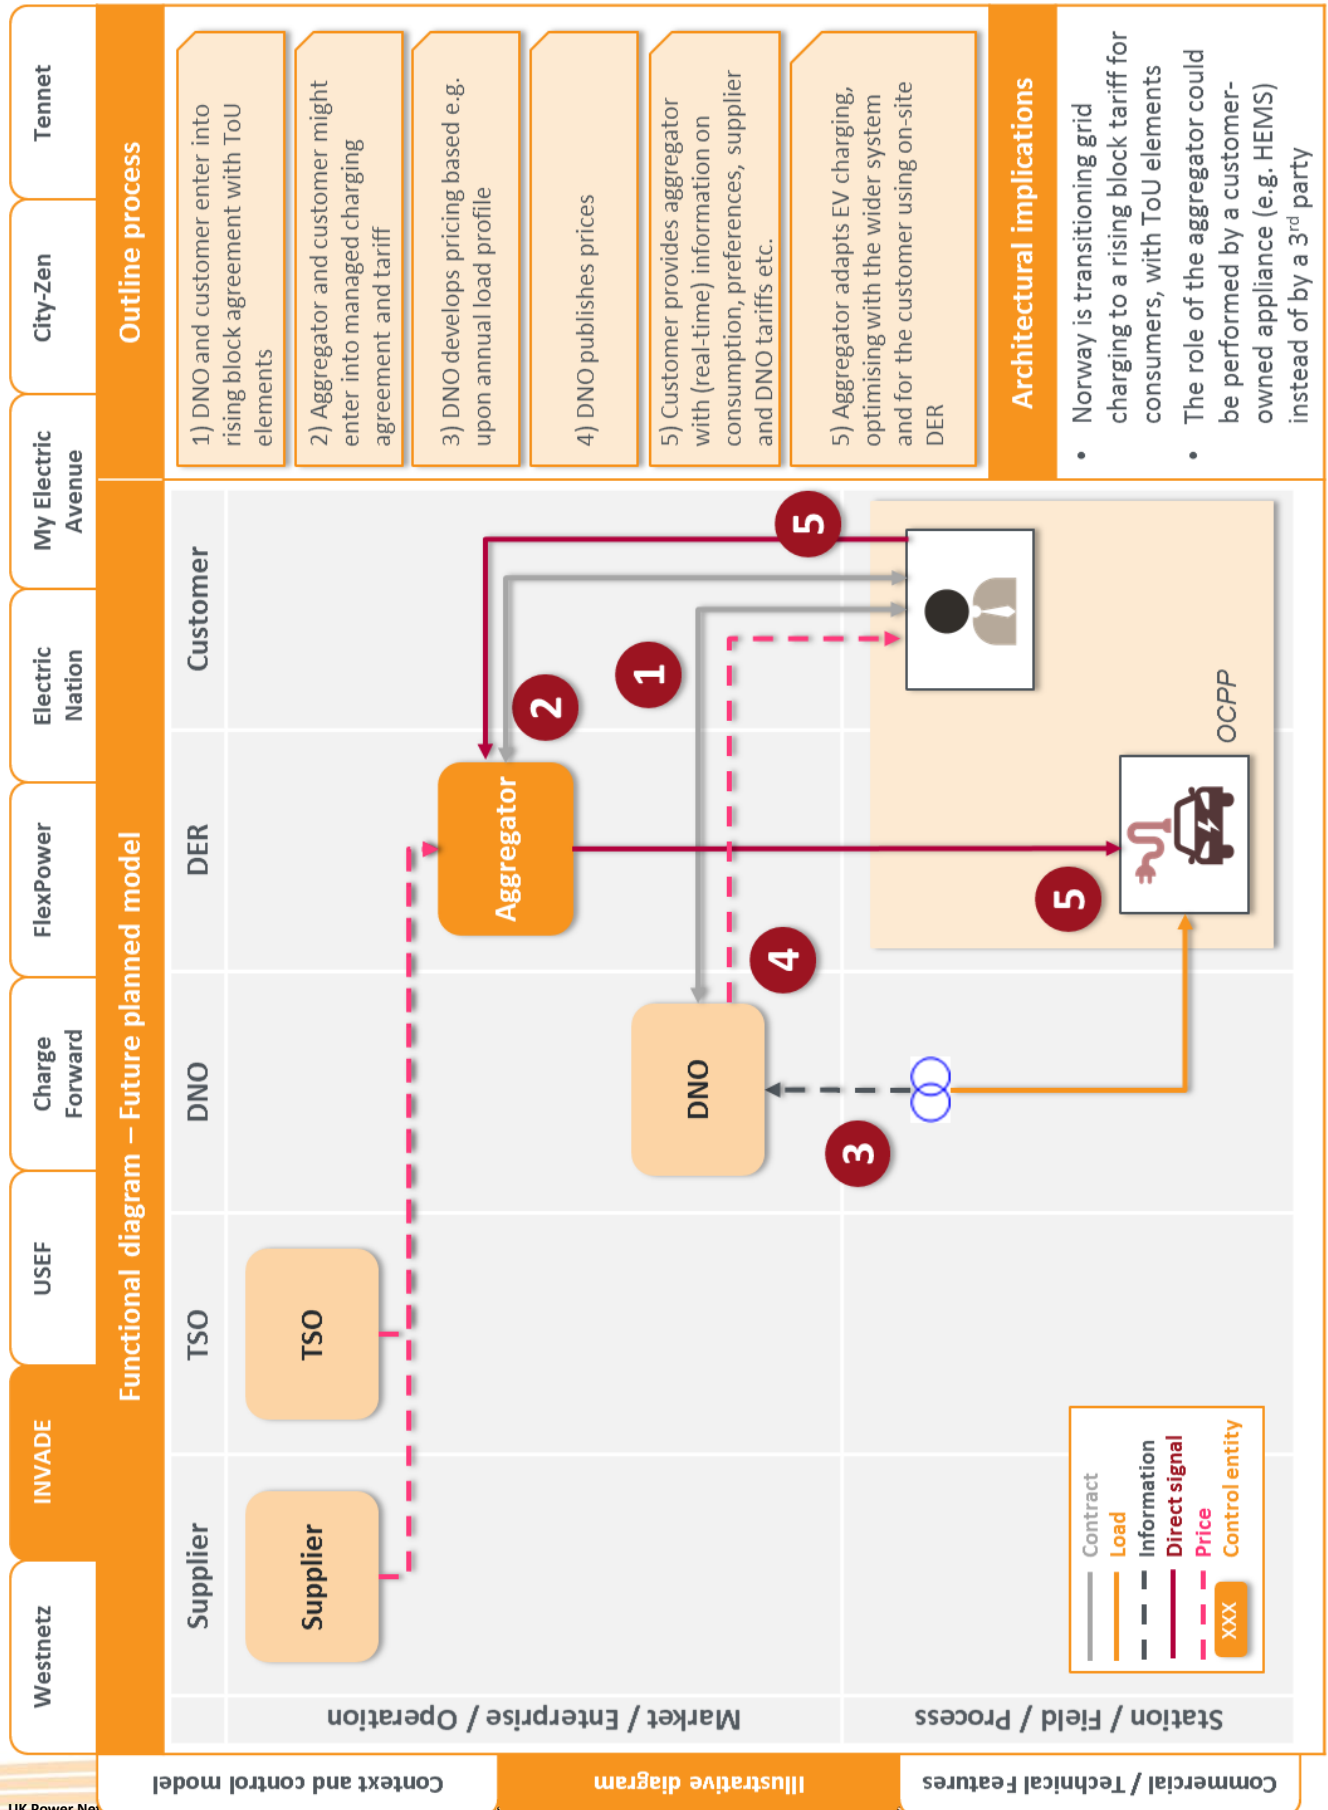 Westnetz
INVADE
USEF
Charge
Forward
FlexPower
Electric
Nation
My Electric
Avenue
City-Zen
Tennet
Functional diagram – Future planned model
Outline process
Supplier
TSO
DNO
DER
Customer
Supplier
TSO
DNO
Aggregator
1
2
3
4
5
5
OCPP
Contract
Load
Information
Direct signal
Price
XXX
Control entity
Market / Enterprise / Operation
Station / Field / Process
Context and control model
Illustrative diagram
Commercial / Technical Features
1) DNO and customer enter into
rising block agreement with ToU
elements
2) Aggregator and customer might
enter into managed charging
agreement and tariff
3) DNO develops pricing based e.g.
upon annual load profile
4) DNO publishes prices
5) Customer provides aggregator
with (real-time) information on
consumption, preferences, supplier
and DNO tariffs etc.
5) Aggregator adapts EV charging,
optimising with the wider system
and for the customer using on-site
DER
Architectural implications
• Norway is transitioning grid
charging to a rising block tariff for
consumers, with ToU elements
• The role of the aggregator could
be performed by a customer-
owned appliance (e.g. HEMS)
instead of by a 3rd party
UK Power